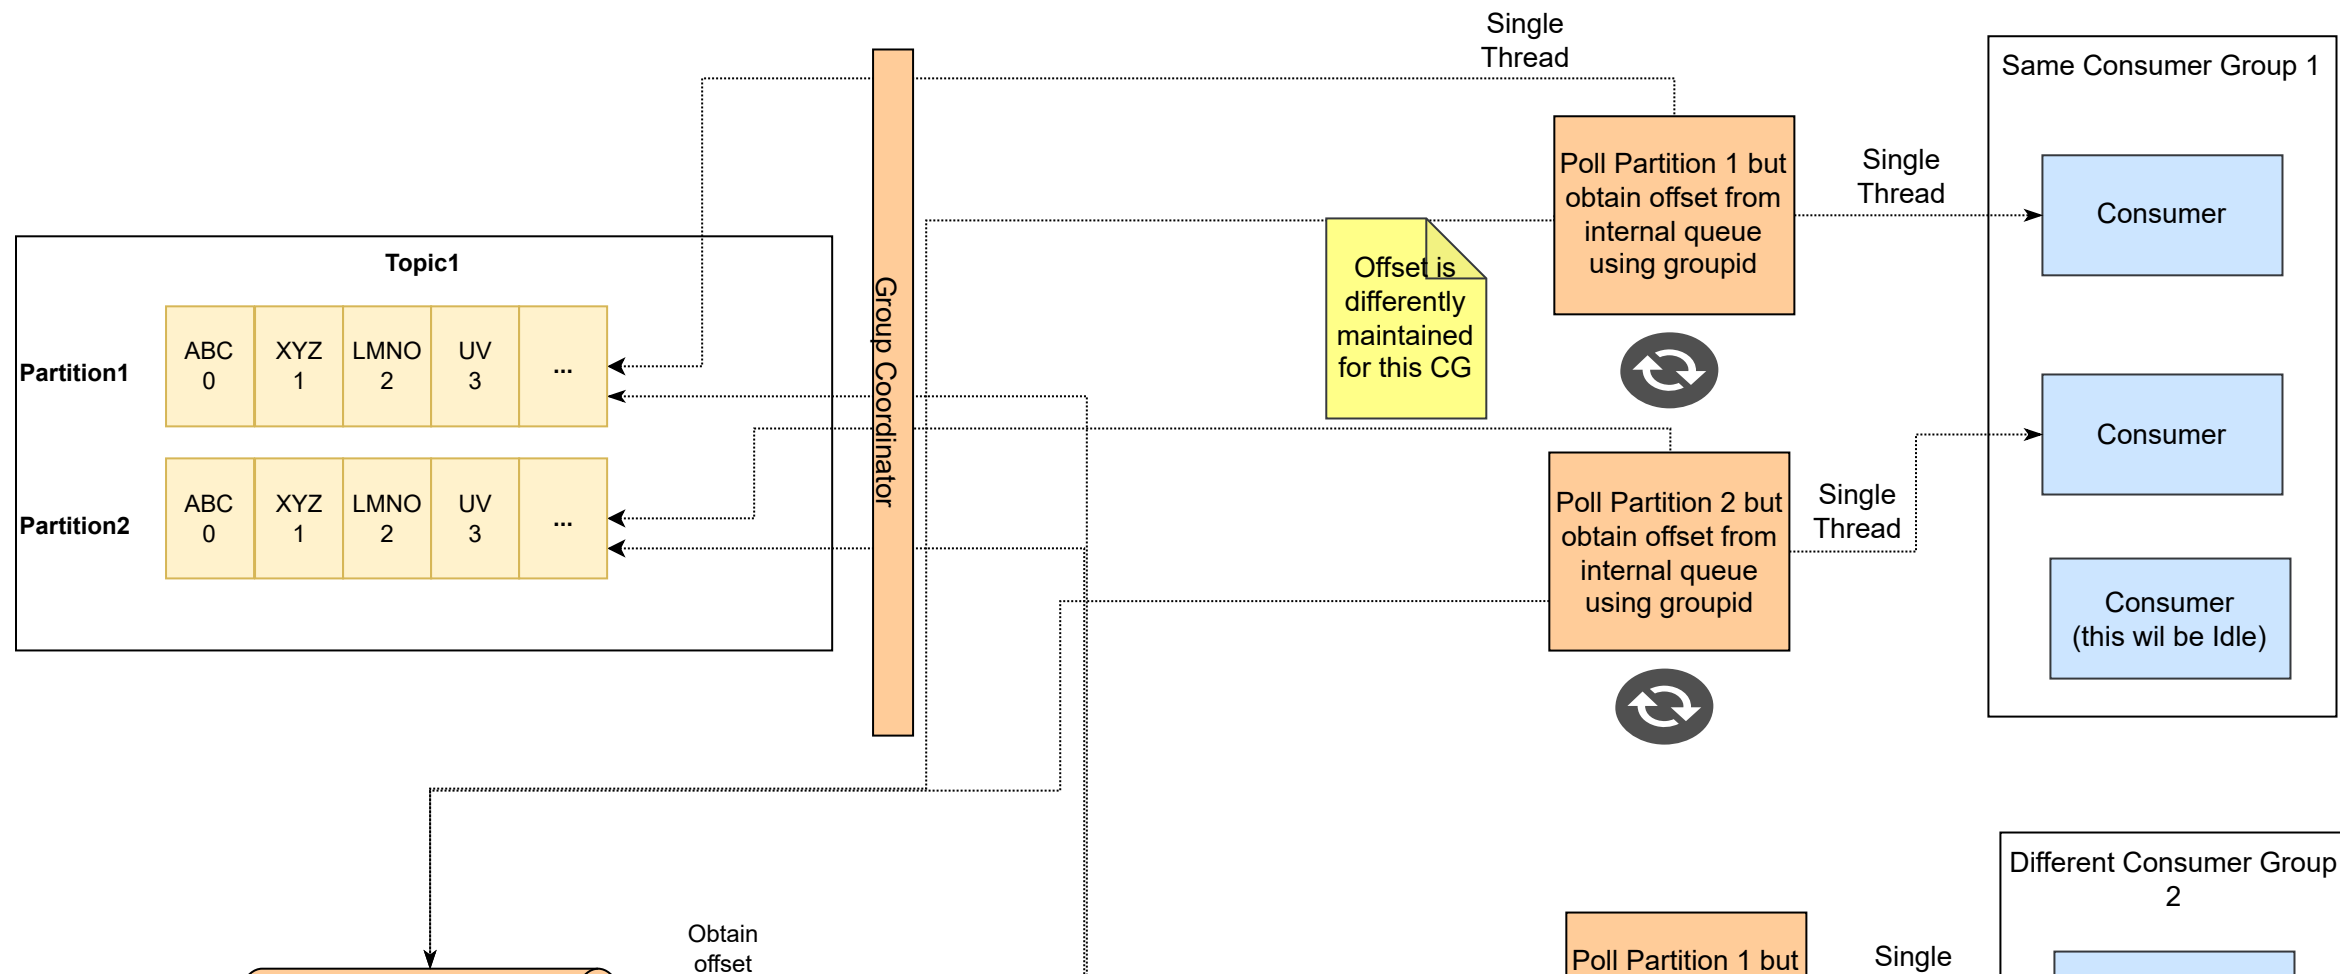 Single
Thread
Same Consumer Group 1
Poll Partition 1 but
obtain offset from
internal queue
using groupid
Single
Thread
Consumer
Topic1
Offset is
differently
maintained
for this CG
Group Coordinator
Partition1
ABC
0
XYZ
1
LMNO
2
UV
3
...
Consumer
Partition2
ABC
0
XYZ
1
LMNO
2
UV
3
...
Poll Partition 2 but
obtain offset from
internal queue
using groupid
Single
Thread
Consumer
(this wil be Idle)
Different Consumer Group
2
Obtain
offset
Poll Partition 1 but
Single